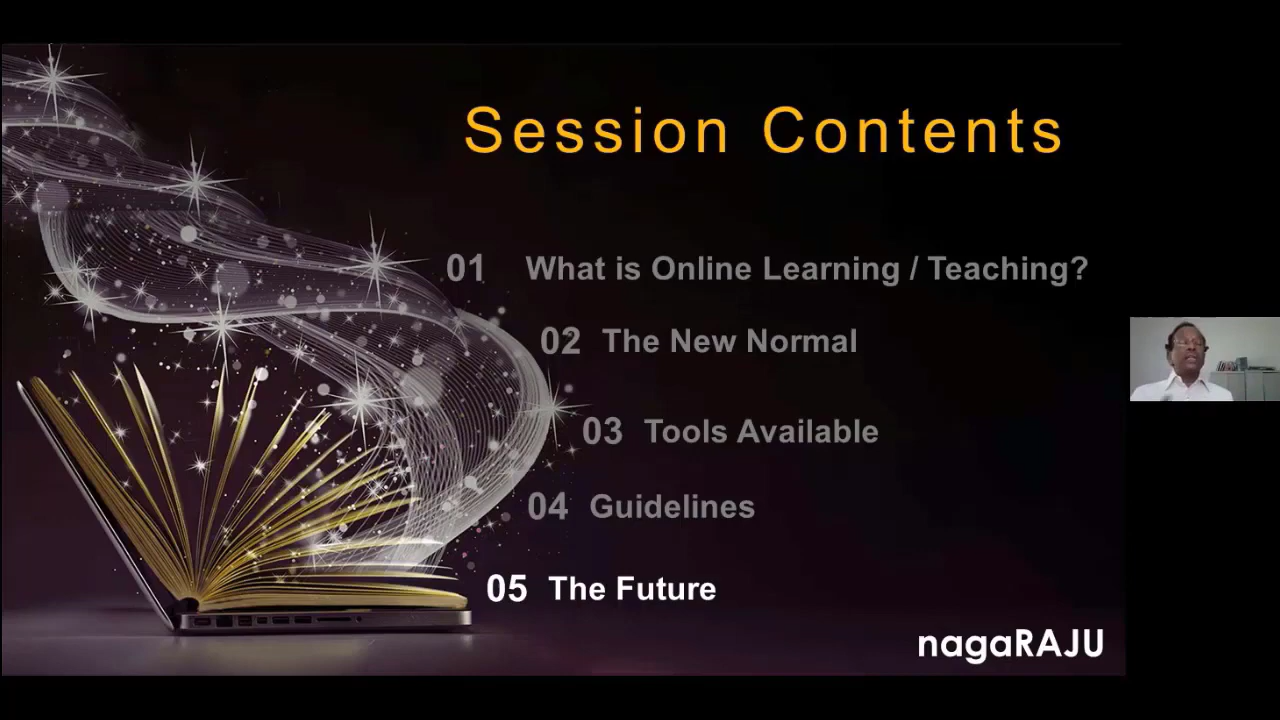 Session Contents
01 What is Online Learning / Teaching?
02 The New Normal
03 Tools Available
04 Guidelines
05 The Future
nagaRAJU